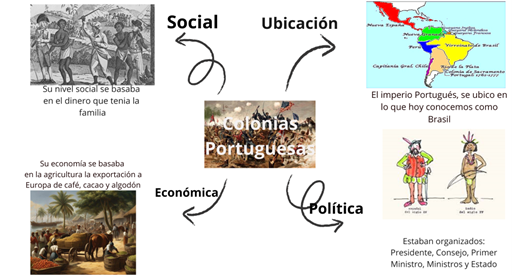 Social
Ubicación
Su nivel social se basaba
en el dinero que tenia la
familia
Nueva España
Perú
Virreinato de Brasil
Capitanía Gral. Chile
Río de la Plata
Colonia de Sacramento
El imperio Portugués, se ubico en
lo que hoy conocemos como
Brasil
Colonias
Portuguesas
Su economía se basaba
en la agricultura la exportación a
Europa de café, cacao y algodón
Económica
Política
Estaban organizados:
Presidente, Consejo, Primer
Ministro, Ministros y Estado